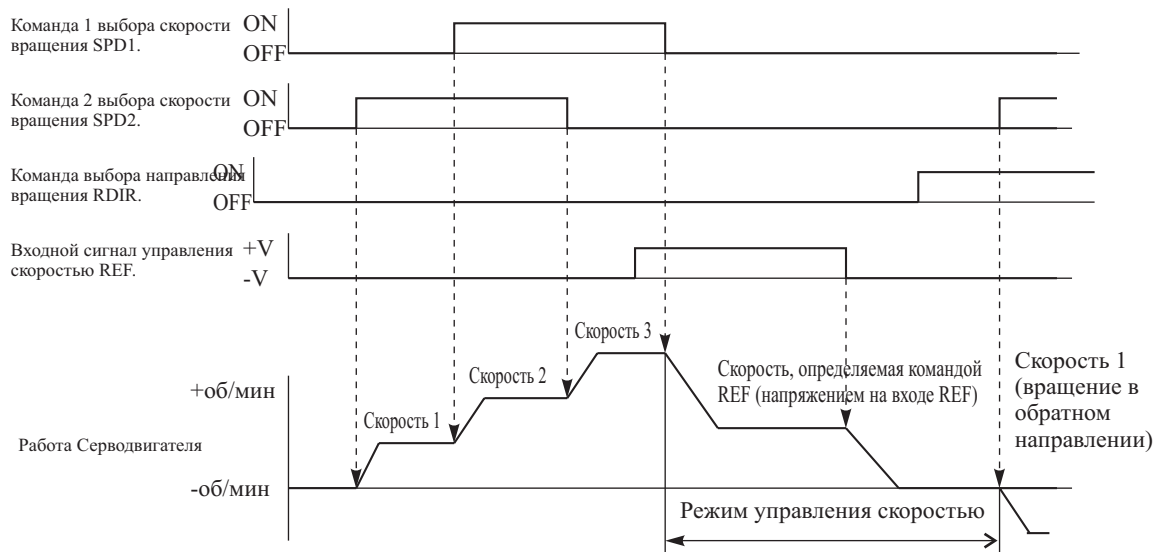 Команда 1 выбора скорости
вращения SPD1.
ON
OFF
Команда 2 выбора скорости
вращения SPD2.
ON
OFF
Команда выбора направления
вращения RDIR.
ON
OFF
Входной сигнал управления
скоростью REF.
+V
-V
Скорость 3
Скорость 2
Скорость 1
Скорость, определяемая командой
REF (напряжением на входе REF)
Скорость 1
(вращение в
обратном
направлении)
+об/мин
Работа Серводвигателя
-об/мин
Режим управления скоростью